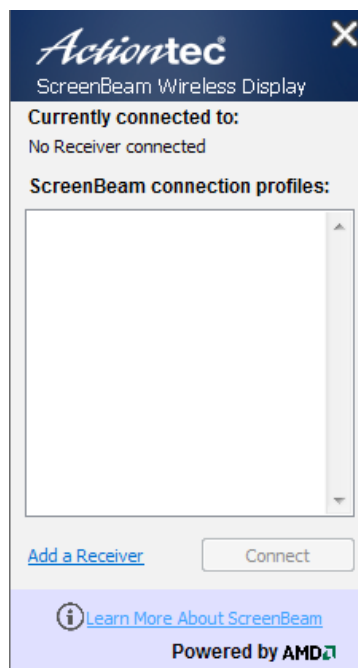 Actiontec®
ScreenBeam Wireless Display
Currently connected to:
No Receiver connected
ScreenBeam connection profiles:
Add a Receiver
Connect
Learn More About ScreenBeam
Powered by AMD